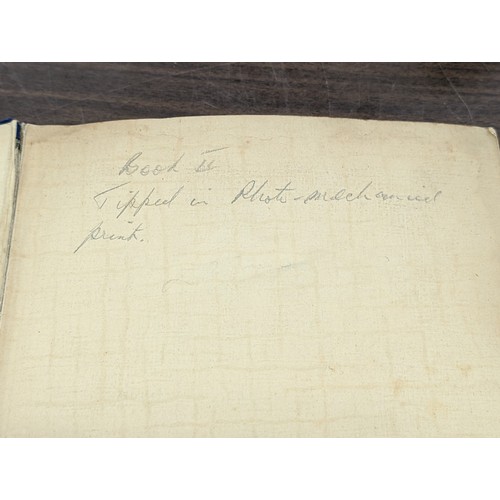 Book II
Tipped in Photo-mechanical
print.